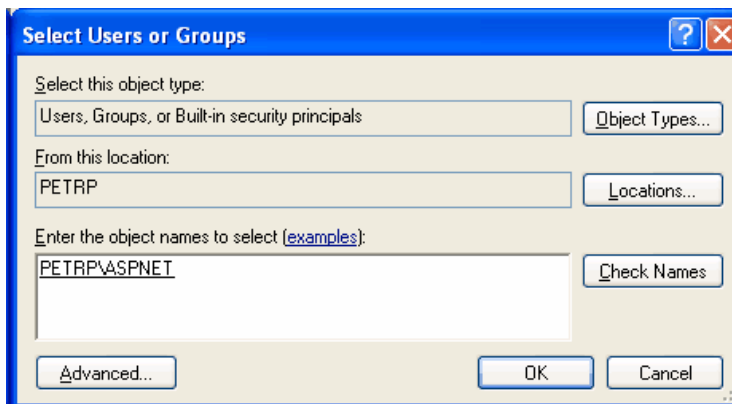 Select Users or Groups
Select this object type:
Users, Groups, or Built-in security principals
Object Types...
From this location:
PETRP
Locations...
Enter the object names to select (examples):
PETRP\ASPNET
Check Names
Advanced...
OK
Cancel